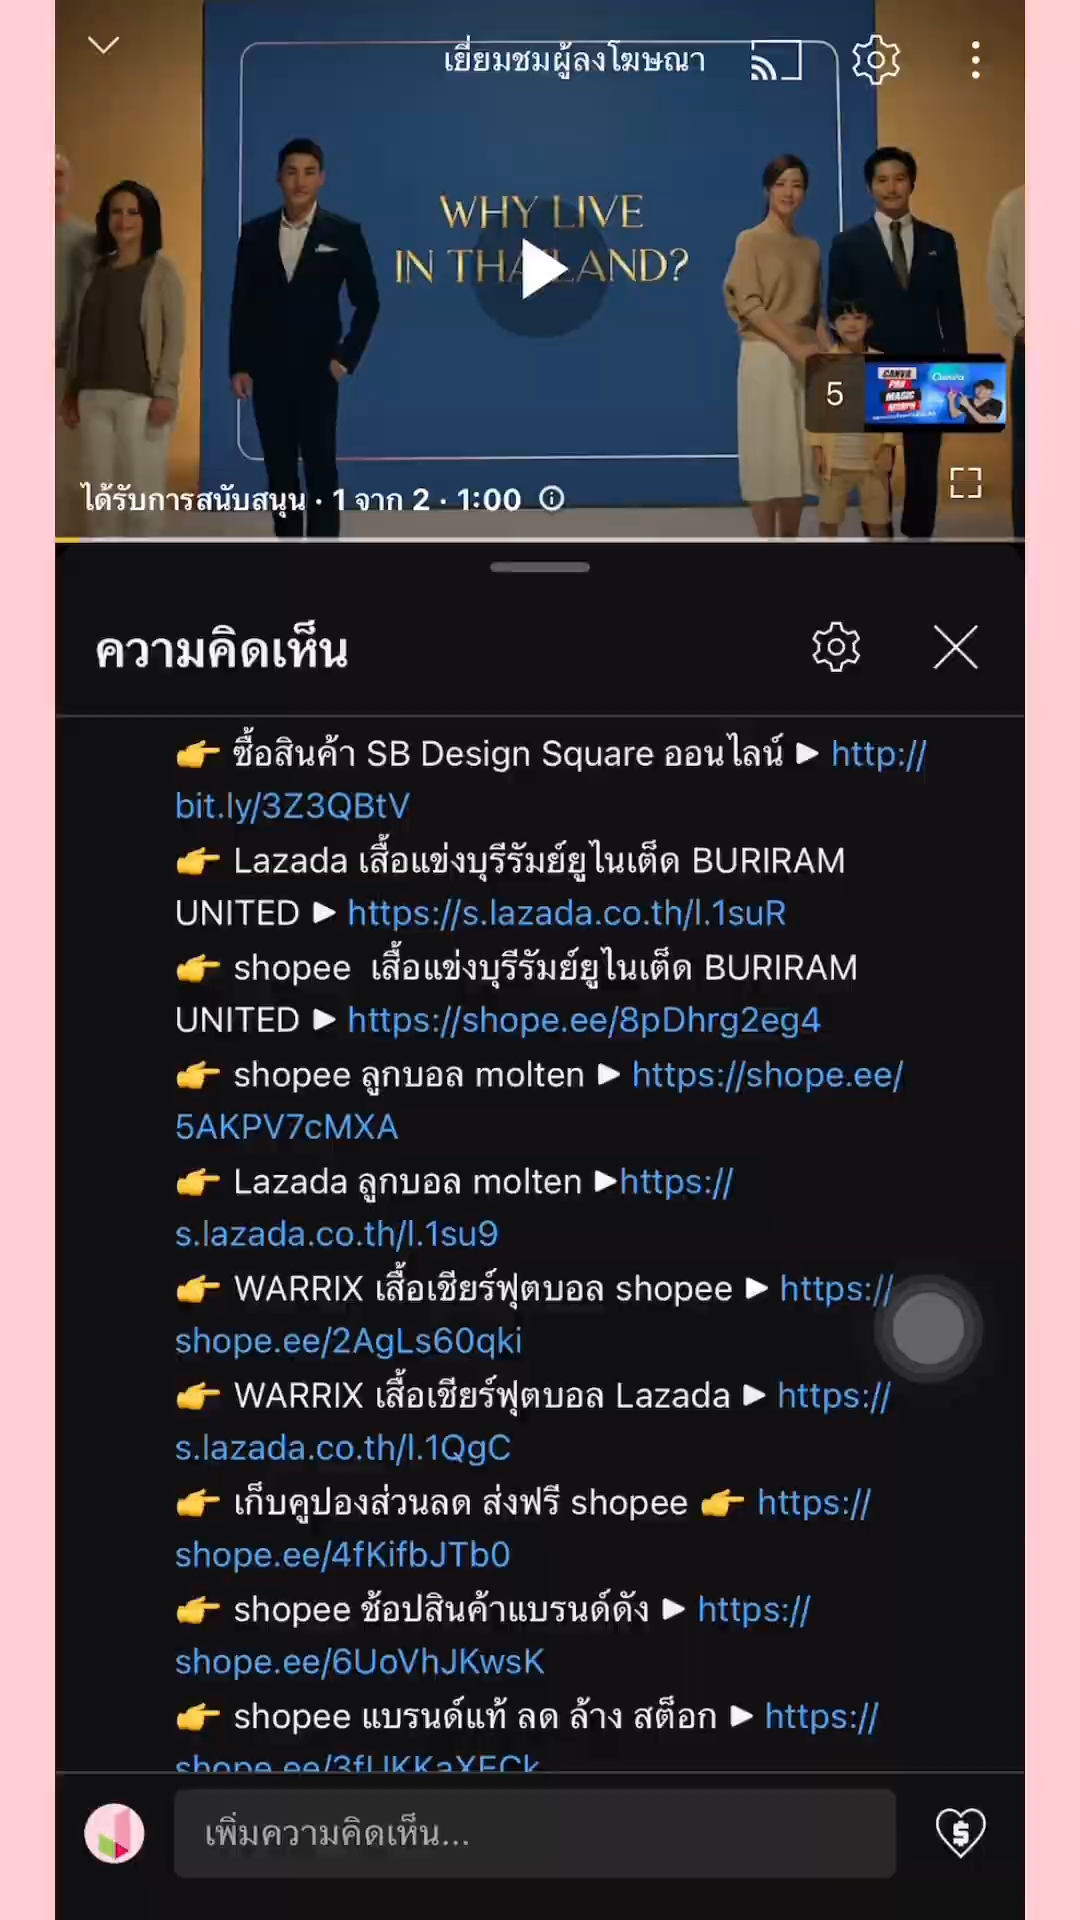 เยี่ยมชมผู้ลงโฆษณา
WHY LIVE
IN THAILAND?
5
CANVA
PRO
MAGIC
Canva
ได้รับการสนับสนุน · 1 จาก 2 · 1:00
ความคิดเห็น
👉 ซื้อสินค้า SB Design Square ออนไลน์ ► http://
bit.ly/3Z3QBtV
👉 Lazada เสื้อแข่งบุรีรัมย์ยูไนเต็ด BURIRAM
UNITED ► https://s.lazada.co.th/l.1suR
👉 shopee  เสื้อแข่งบุรีรัมย์ยูไนเต็ด BURIRAM
UNITED ► https://shope.ee/8pDhrg2eg4
👉 shopee ลูกบอล molten ► https://shope.ee/
5AKPV7cMXA
👉 Lazada ลูกบอล molten ►https://
s.lazada.co.th/l.1su9
👉 WARRIX เสื้อเชียร์ฟุตบอล shopee ► https://
shope.ee/2AgLs60qki
👉 WARRIX เสื้อเชียร์ฟุตบอล Lazada ► https://
s.lazada.co.th/l.1QgC
👉 เก็บคูปองส่วนลด ส่งฟรี shopee 👉 https://
shope.ee/4fKifbJTb0
👉 shopee ช้อปสินค้าแบรนด์ดัง ► https://
shope.ee/6UoVhJKwsK
👉 shopee แบรนด์แท้ ลด ล้าง สต็อก ► https://
shope.ee/3fUKKaXECk
เพิ่มความคิดเห็น...